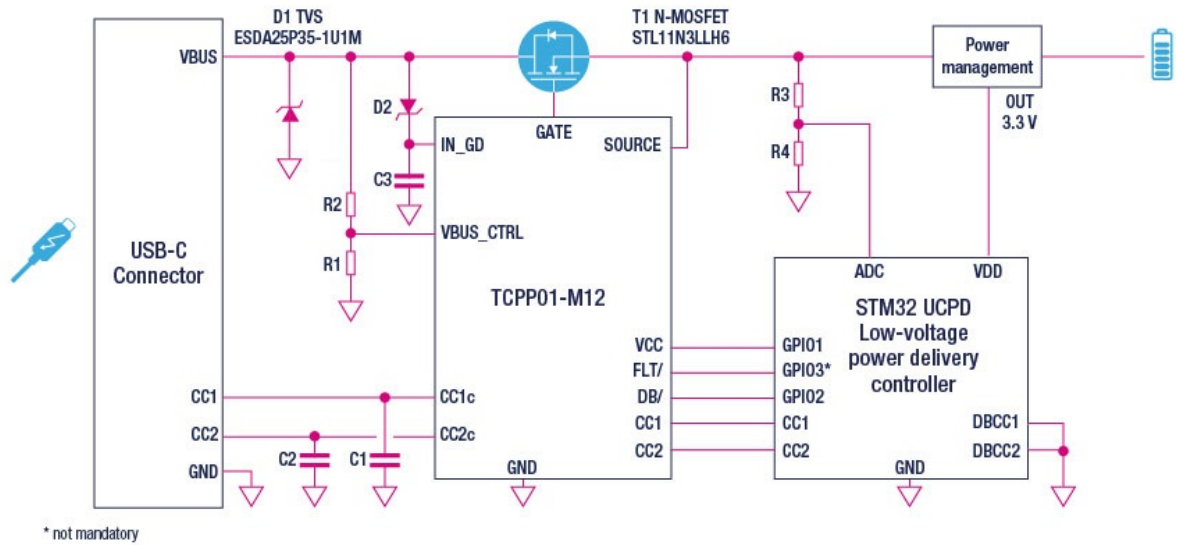 D1 TVS
ESDA25P35-1U1M
T1 N-MOSFET
STL11N3LLH6
VBUS
Power
management
OUT
3.3 V
D2
R3
R4
GATE
IN_GD
SOURCE
C3
R2
VBUS_CTRL
R1
USB-C
Connector
TCPP01-M12
ADC
VDD
STM32 UCPD
Low-voltage
power delivery
controller
VCC
GPIO1
FLT/
GPIO3*
DB/
GPIO2
CC1
CC1c
CC1
CC1
DBCC1
CC2
CC2c
CC2
CC2
DBCC2
C2
C1
GND
GND
GND
* not mandatory